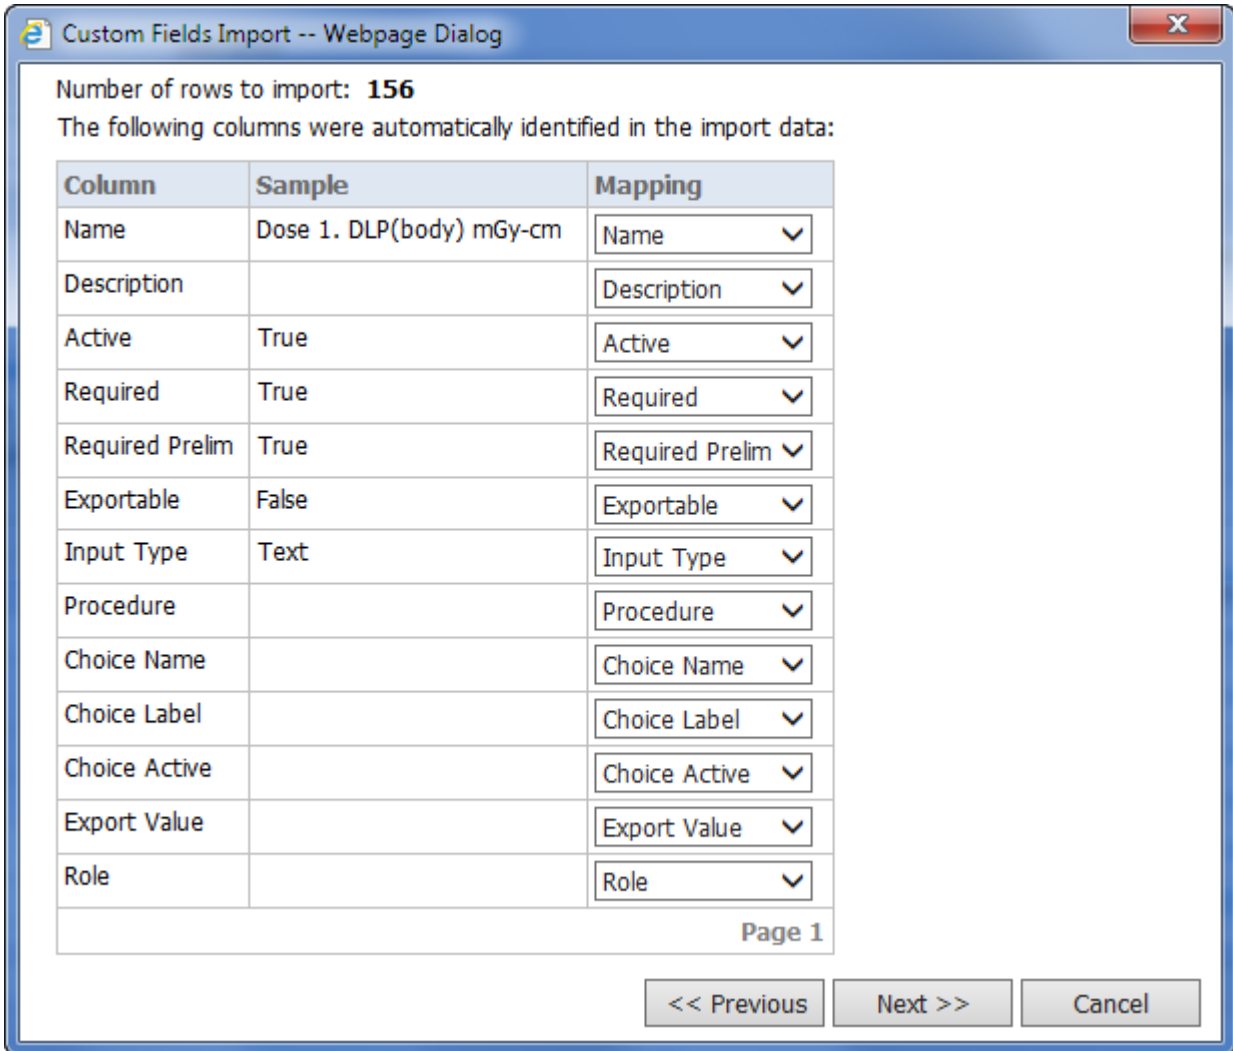 Custom Fields Import -- Webpage Dialog
X
Number of rows to import: 156
The following columns were automatically identified in the import data:
Column Sample Mapping
Name Dose 1. DLP(body) mGy-cm Name
Description Description
Active True Active
Required True Required
Required Prelim True Required Prelim
Exportable False Exportable
Input Type Text Input Type
Procedure Procedure
Choice Name Choice Name
Choice Label Choice Label
Choice Active Choice Active
Export Value Export Value
Role Role
Page 1
<< Previous Next >> Cancel